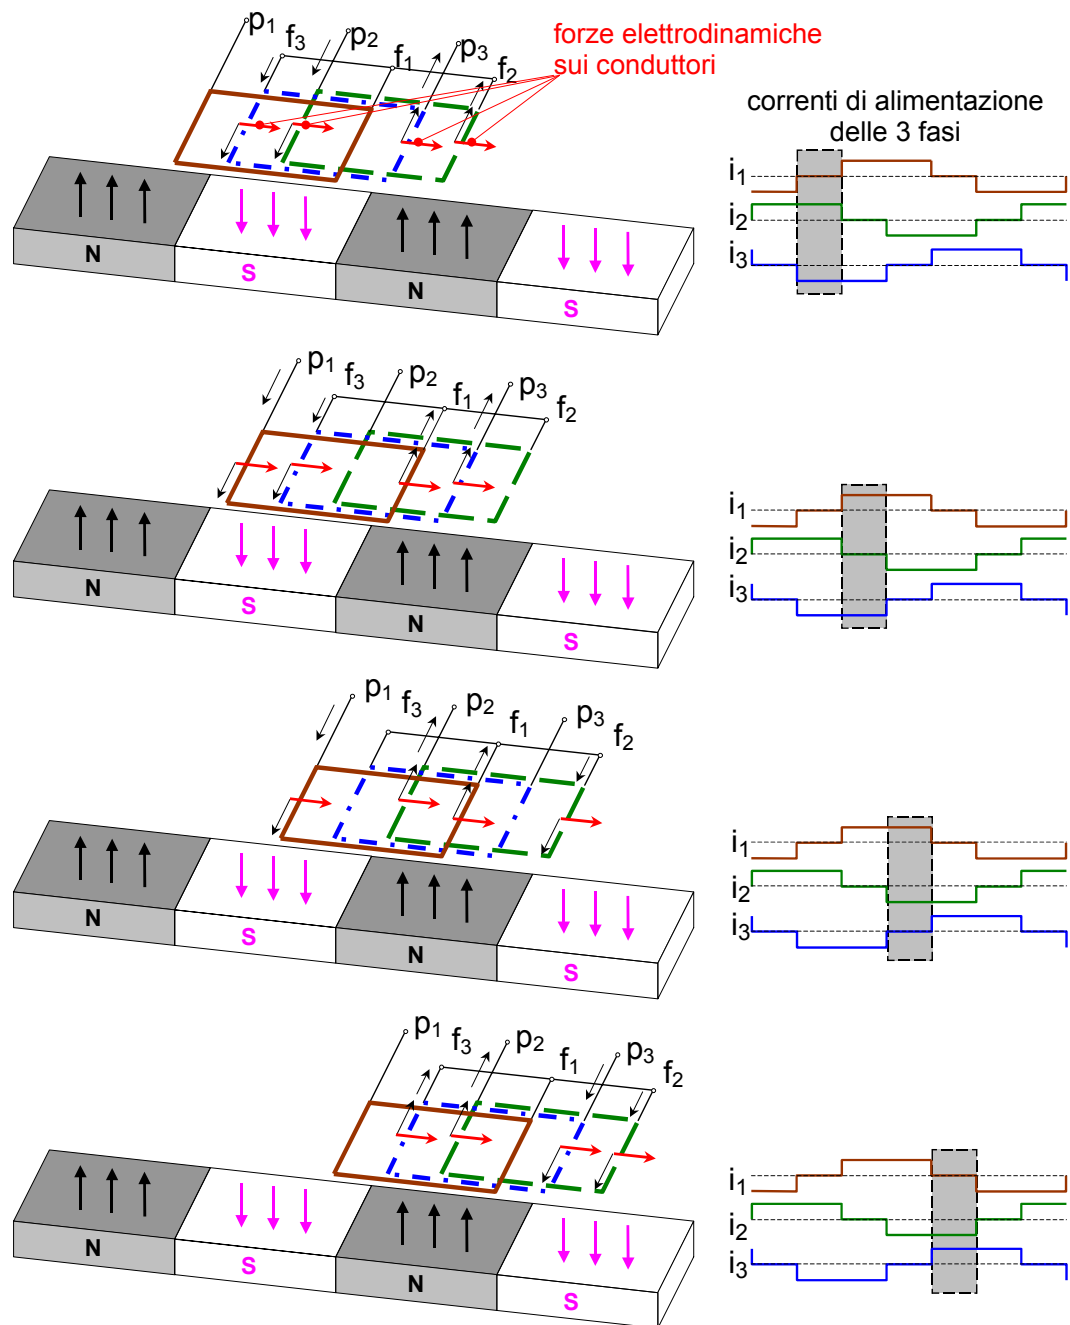 forze elettrodinamiche
sui conduttori
correnti di alimentazione
delle 3 fasi
p1 f3 p2 f1 p3 f2
N S N S
i1
i2
i3
p1 f3 p2 f1 p3 f2
N S N S
i1
i2
i3
p1 f3 p2 f1 p3 f2
N S N S
i1
i2
i3
p1 f3 p2 f1 p3 f2
N S N S
i1
i2
i3